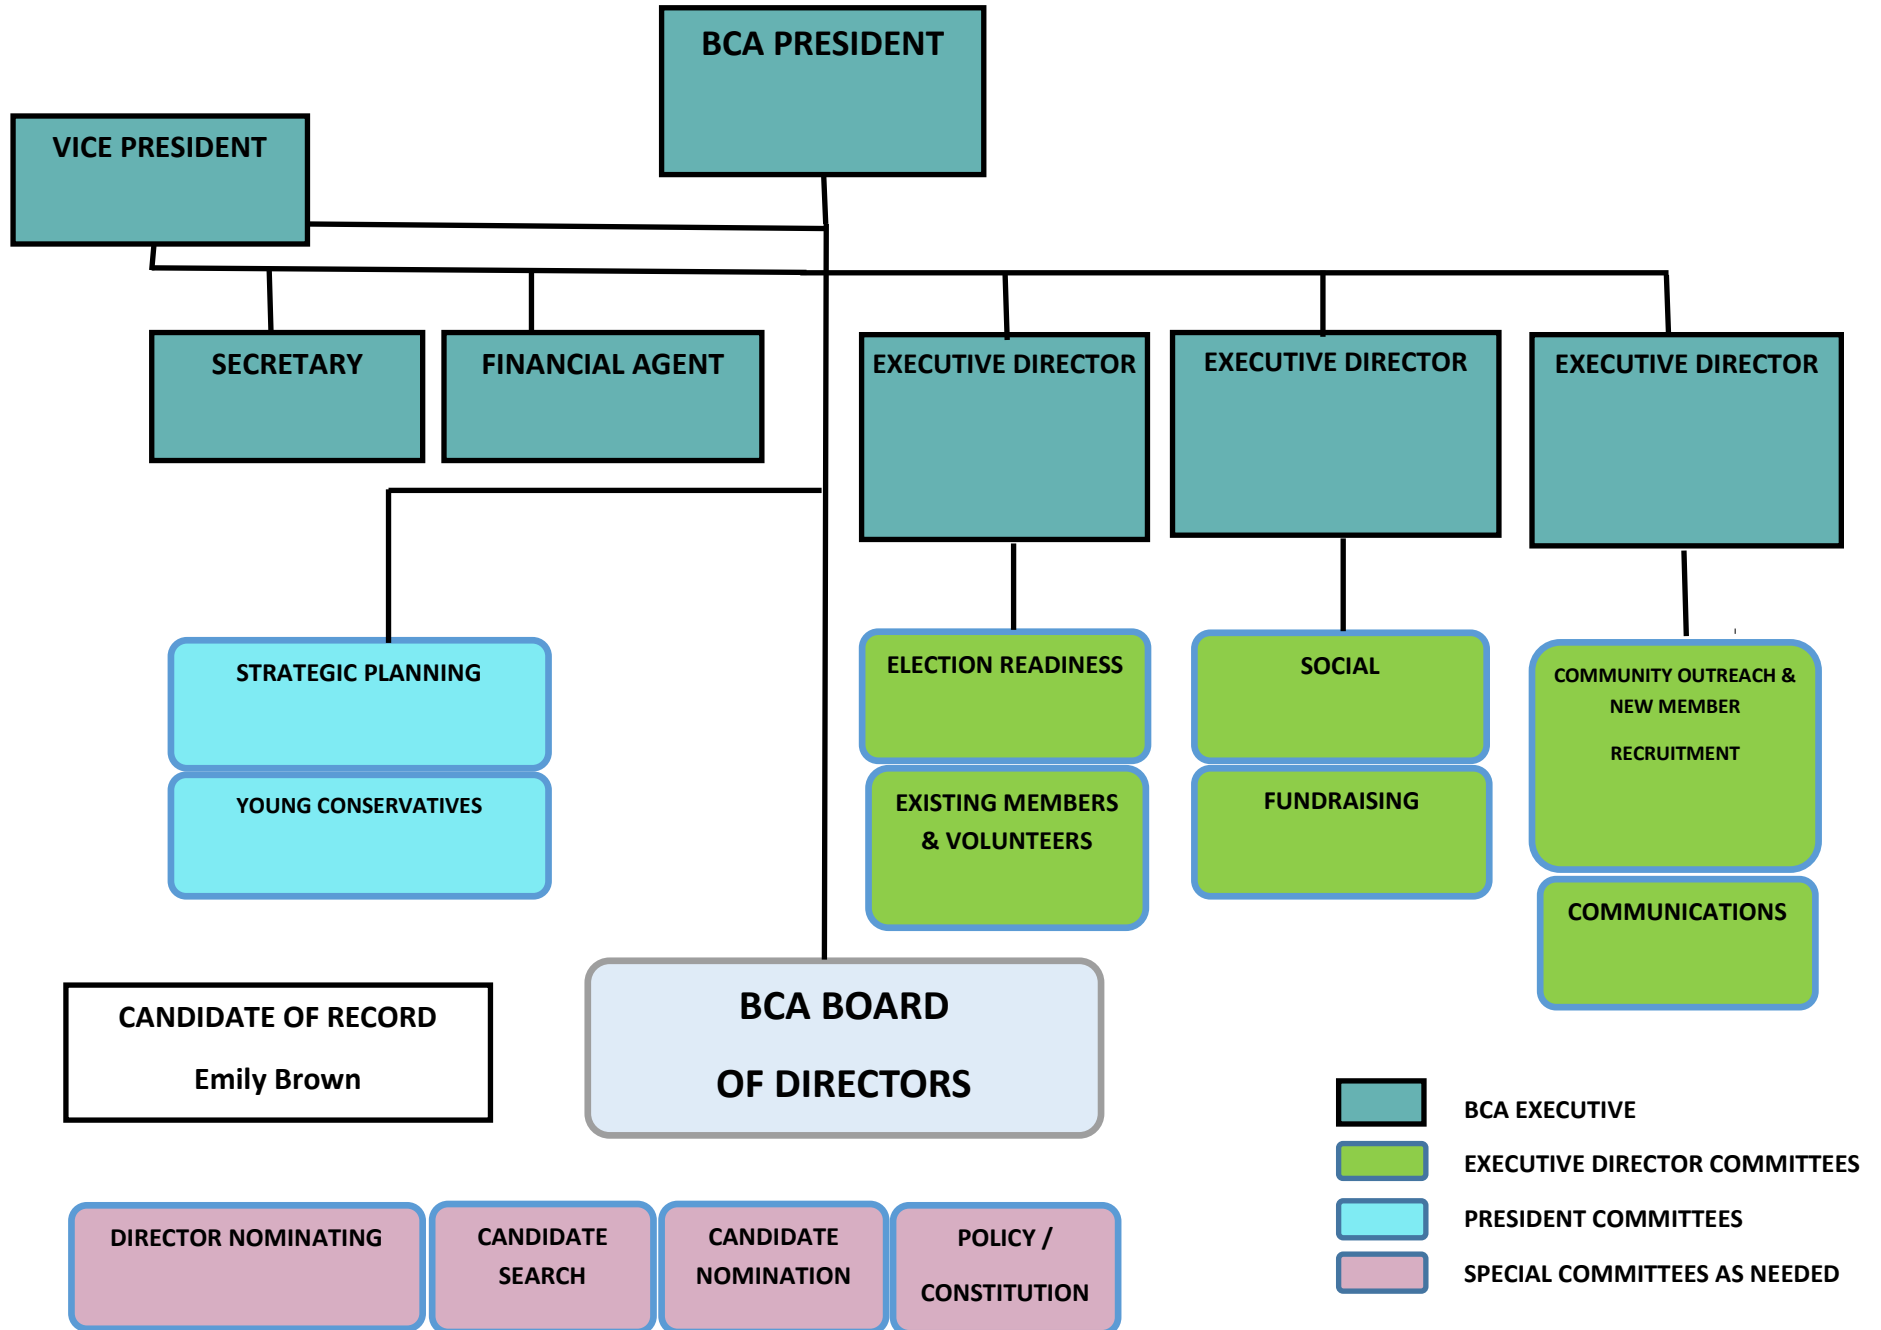 BCA PRESIDENT
VICE PRESIDENT
SECRETARY
FINANCIAL AGENT
EXECUTIVE DIRECTOR
EXECUTIVE DIRECTOR
EXECUTIVE DIRECTOR
STRATEGIC PLANNING
YOUNG CONSERVATIVES
ELECTION READINESS
EXISTING MEMBERS
& VOLUNTEERS
SOCIAL
FUNDRAISING
COMMUNITY OUTREACH &
NEW MEMBER
RECRUITMENT
COMMUNICATIONS
CANDIDATE OF RECORD
Emily Brown
BCA BOARD
OF DIRECTORS
BCA EXECUTIVE
EXECUTIVE DIRECTOR COMMITTEES
PRESIDENT COMMITTEES
SPECIAL COMMITTEES AS NEEDED
DIRECTOR NOMINATING
CANDIDATE
SEARCH
CANDIDATE
NOMINATION
POLICY /
CONSTITUTION